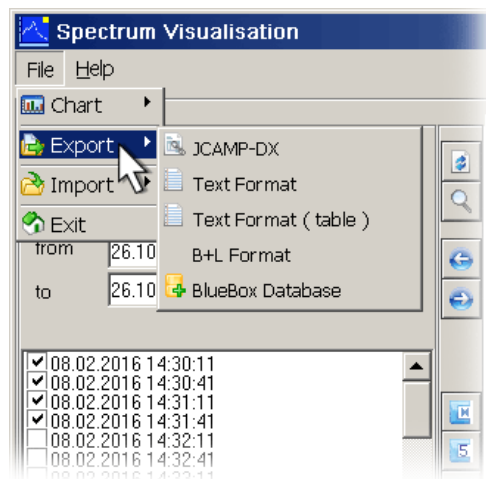 Spectrum Visualisation
File Help
Chart
Export
JCAMP-DX
Import
Text Format
Text Format ( table )
Exit
from 26.10
B+L Format
to 26.10
BlueBox Database
08.02.2016 14:30:11
08.02.2016 14:30:41
08.02.2016 14:31:11
08.02.2016 14:31:41
08.02.2016 14:32:11
08.02.2016 14:32:41
5